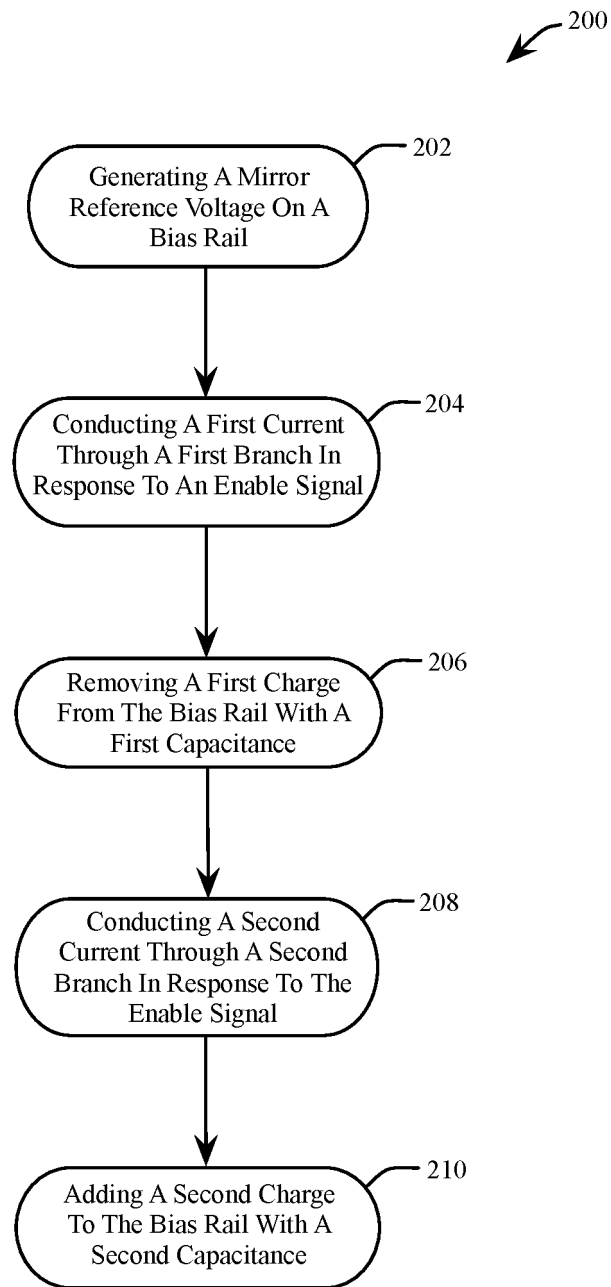 200
202
Generating A Mirror
Reference Voltage On A
Bias Rail
204
Conducting A First Current
Through A First Branch In
Response To An Enable Signal
206
Removing A First Charge
From The Bias Rail With A
First Capacitance
208
Conducting A Second
Current Through A Second
Branch In Response To The
Enable Signal
210
Adding A Second Charge
To The Bias Rail With A
Second Capacitance